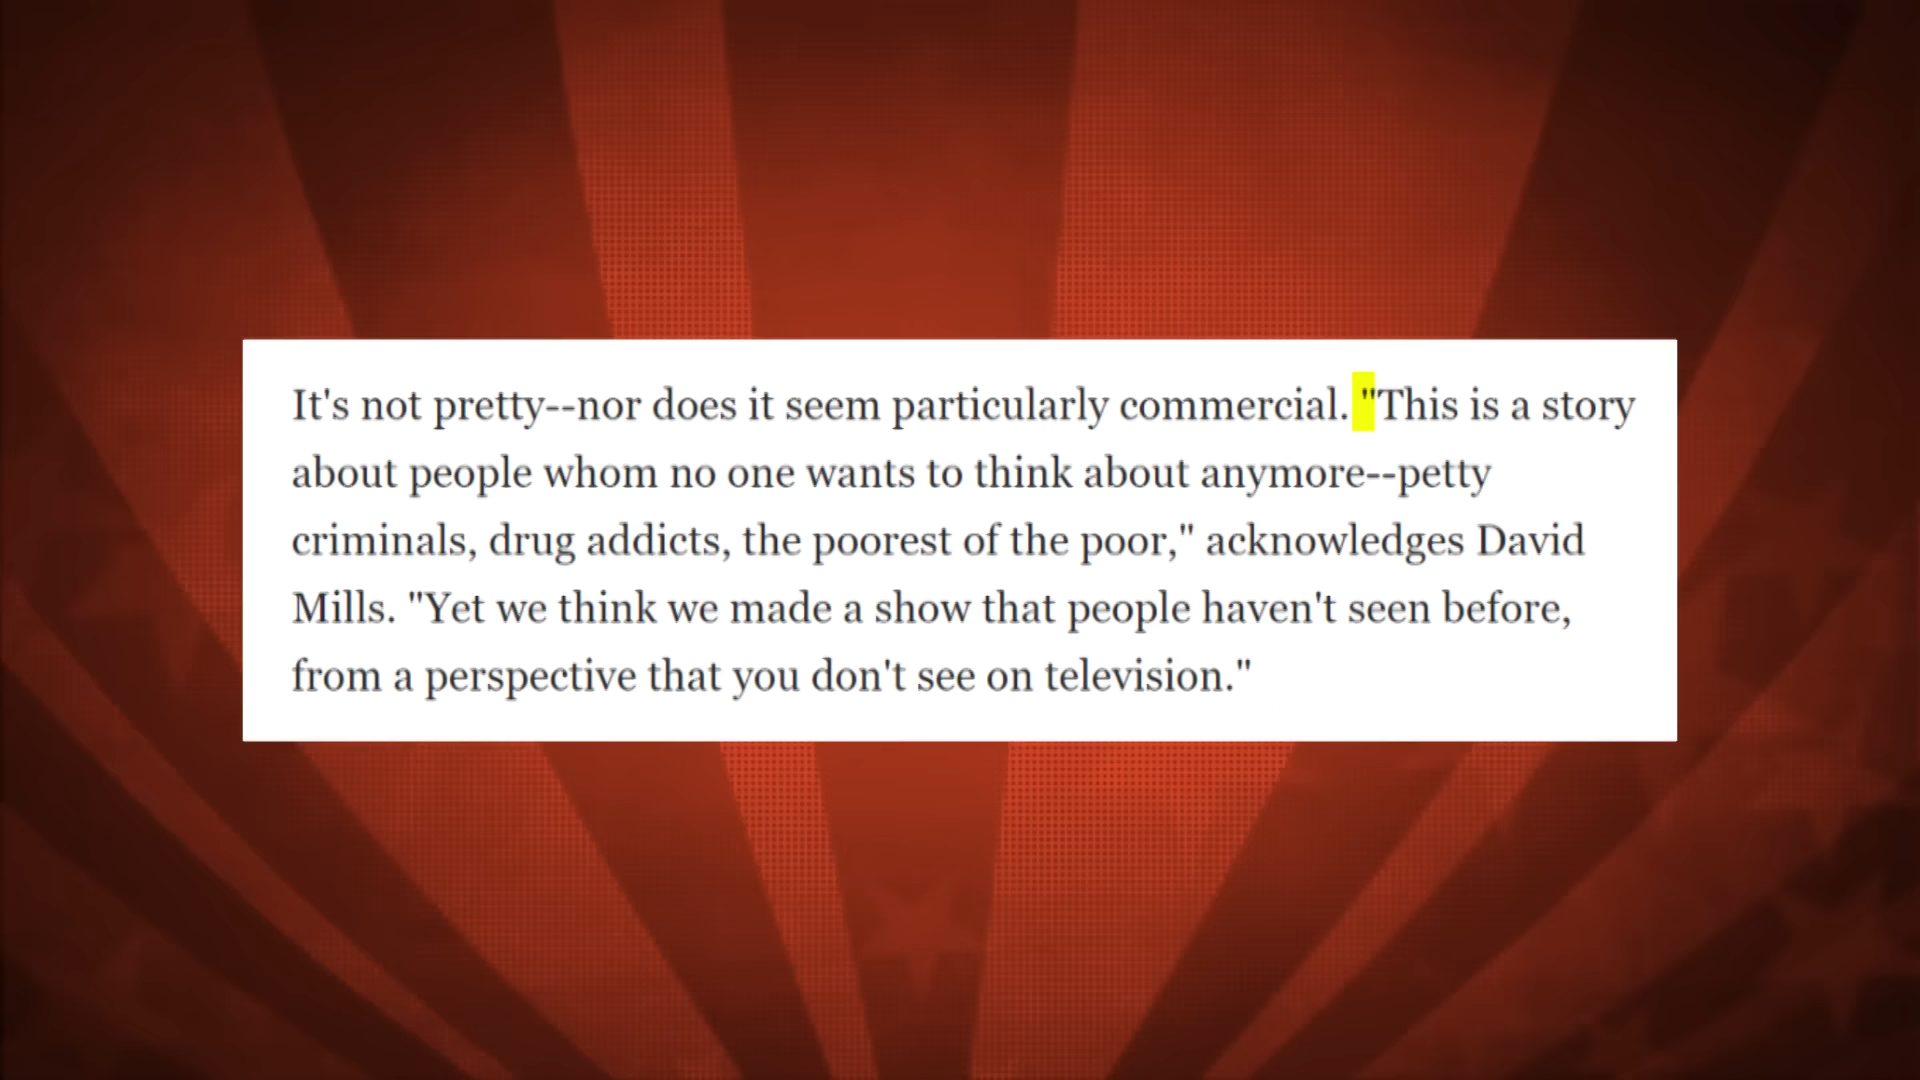 It's not pretty--nor does it seem particularly commercial. "This is a story
about people whom no one wants to think about anymore--petty
criminals, drug addicts, the poorest of the poor," acknowledges David
Mills. "Yet we think we made a show that people haven't seen before,
from a perspective that you don't see on television."